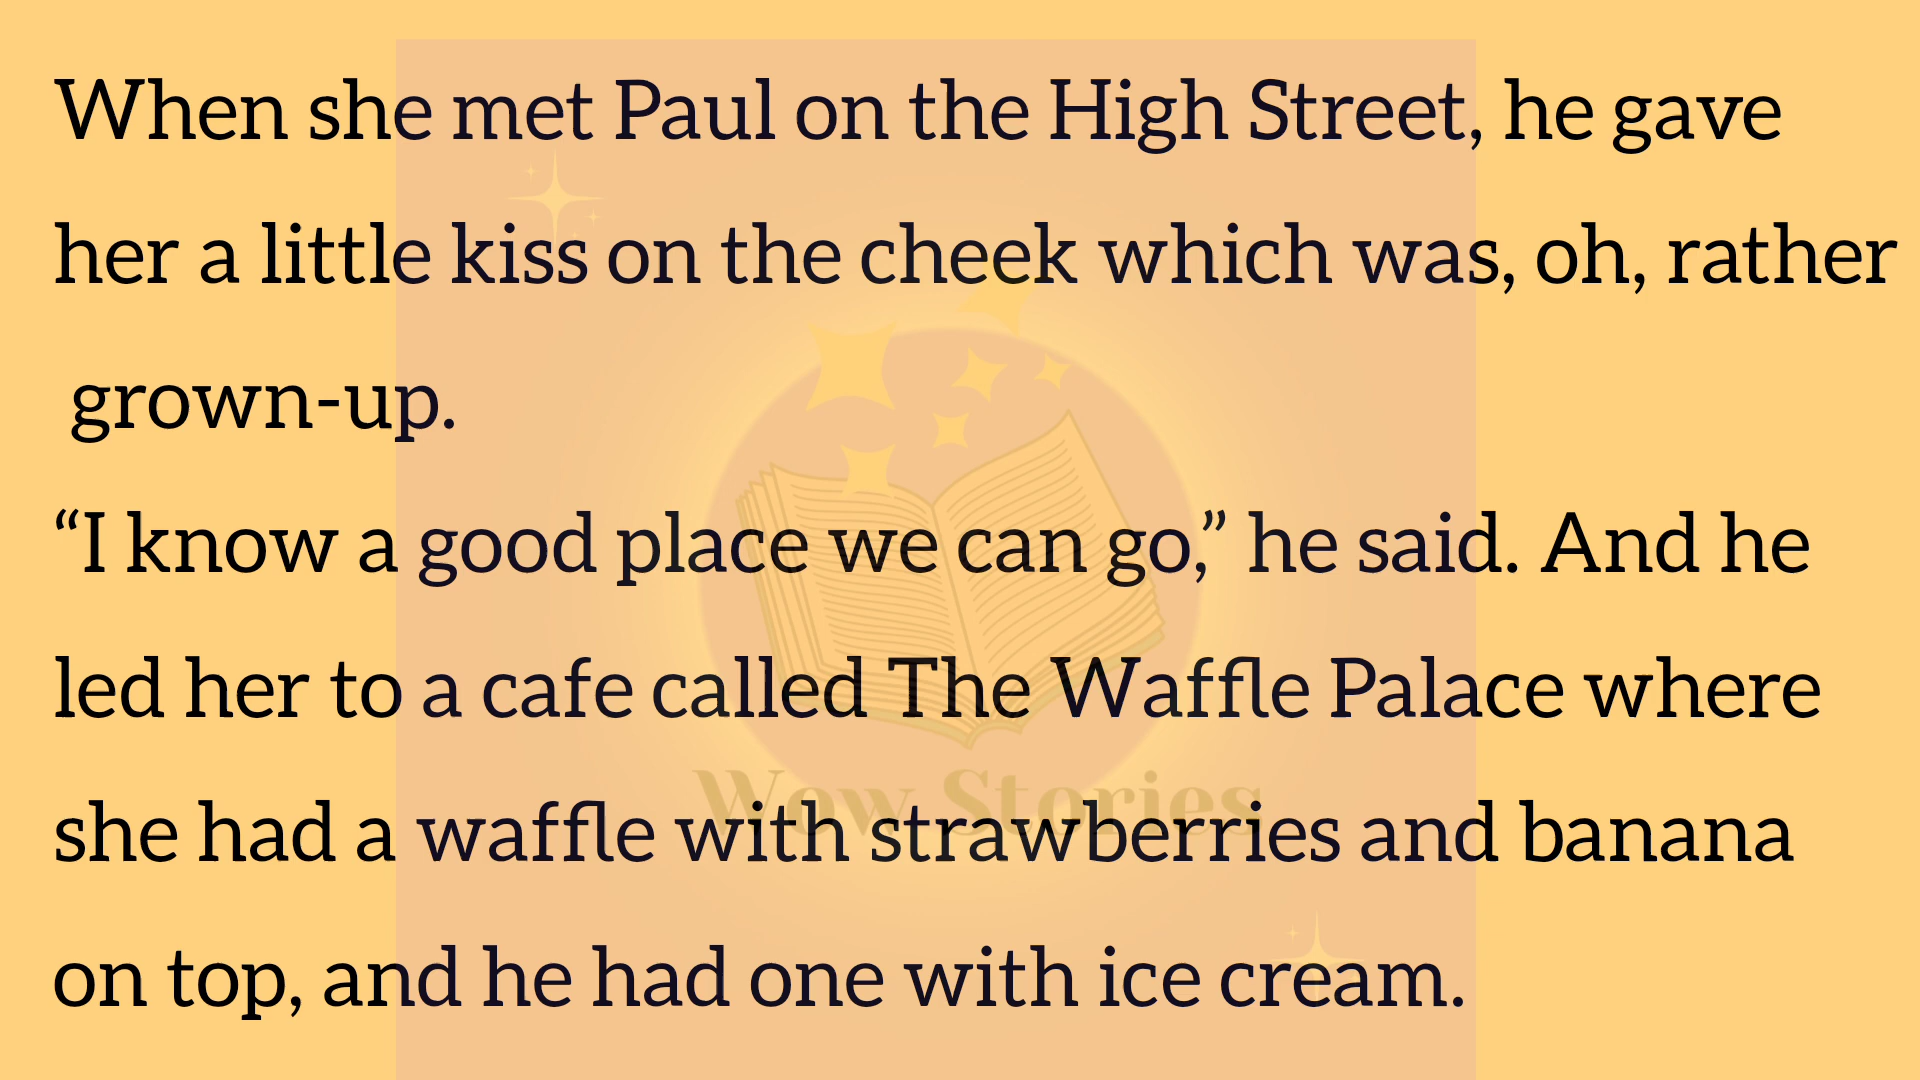 When she met Paul on the High Street, he gave
her a little kiss on the cheek which was, oh, rather
grown-up.
“I know a good place we can go,” he said. And he
led her to a cafe called The Waffle Palace where
she had a waffle with strawberries and banana
Wow Stories
on top, and he had one with ice cream.